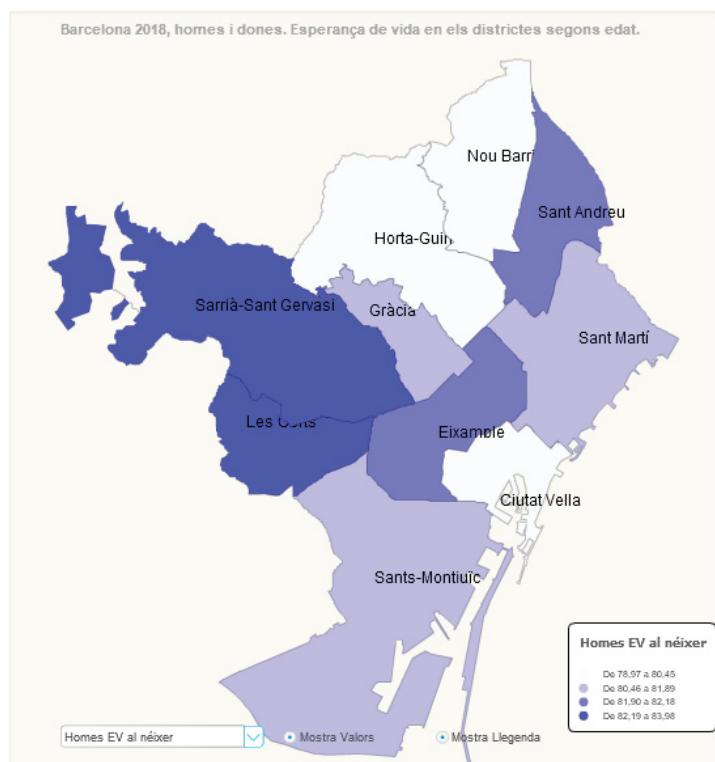 Barcelona 2018, homes i dones. Esperança de vida en els districtes segons edat.
Nou Barri
Sant Andreu
Horta-Guin
Sarrià-Sant Gervasi
Gràcia
Sant Martí
Les Corts
Eixample
Ciutat Vella
Sants-Montjuïc
Homes EV al néixer
De 78,97 a 80,45
De 80,46 a 81,89
De 81,90 a 82,18
De 82,19 a 83,98
Homes EV al néixer
Mostra Valors
Mostra Llegenda